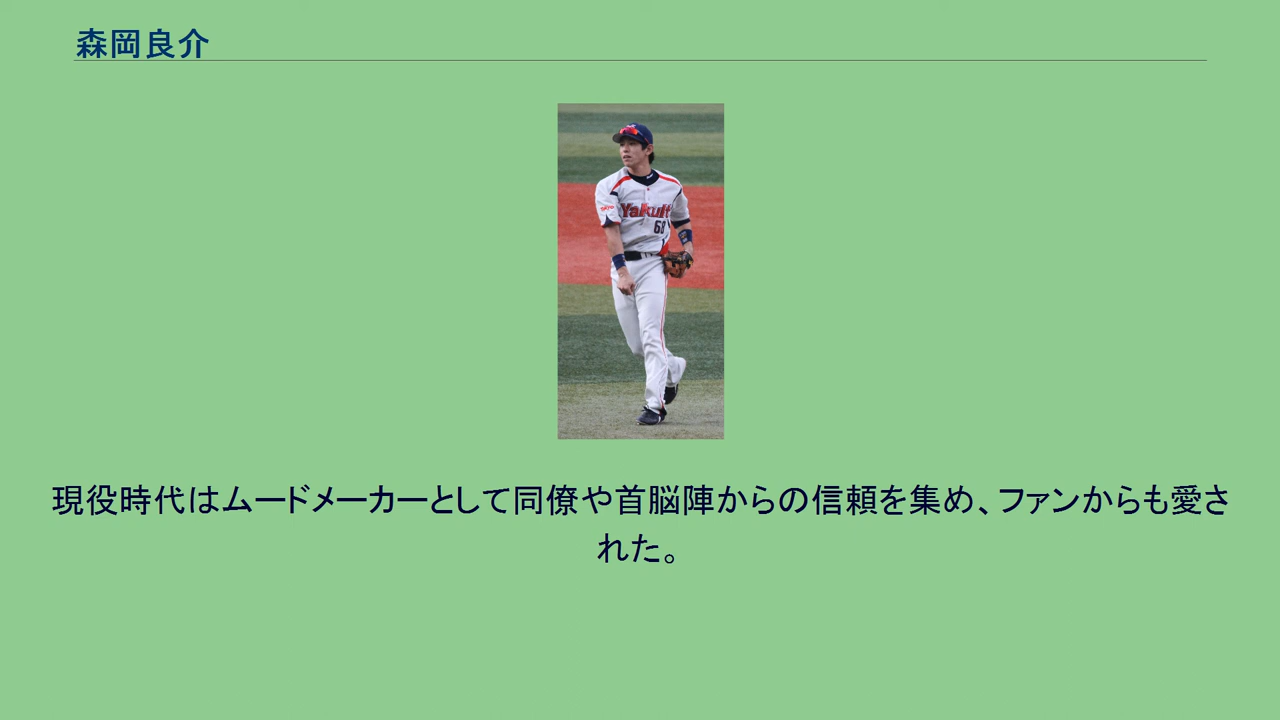 森岡良介
Yakult
現役時代はムードメーカーとして同僚や首脳陣からの信頼を集め、ファンからも愛さ
れた。